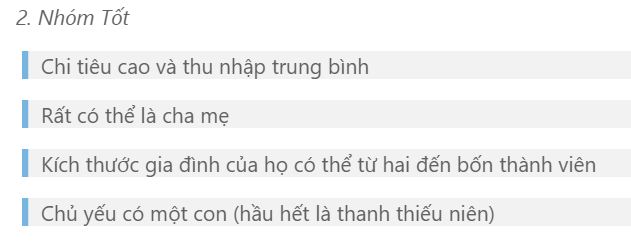 2. Nhóm Tốt
Chi tiêu cao và thu nhập trung bình
Rất có thể là cha mẹ
Kích thước gia đình của họ có thể từ hai đến bốn thành viên
Chủ yếu có một con (hầu hết là thanh thiếu niên)